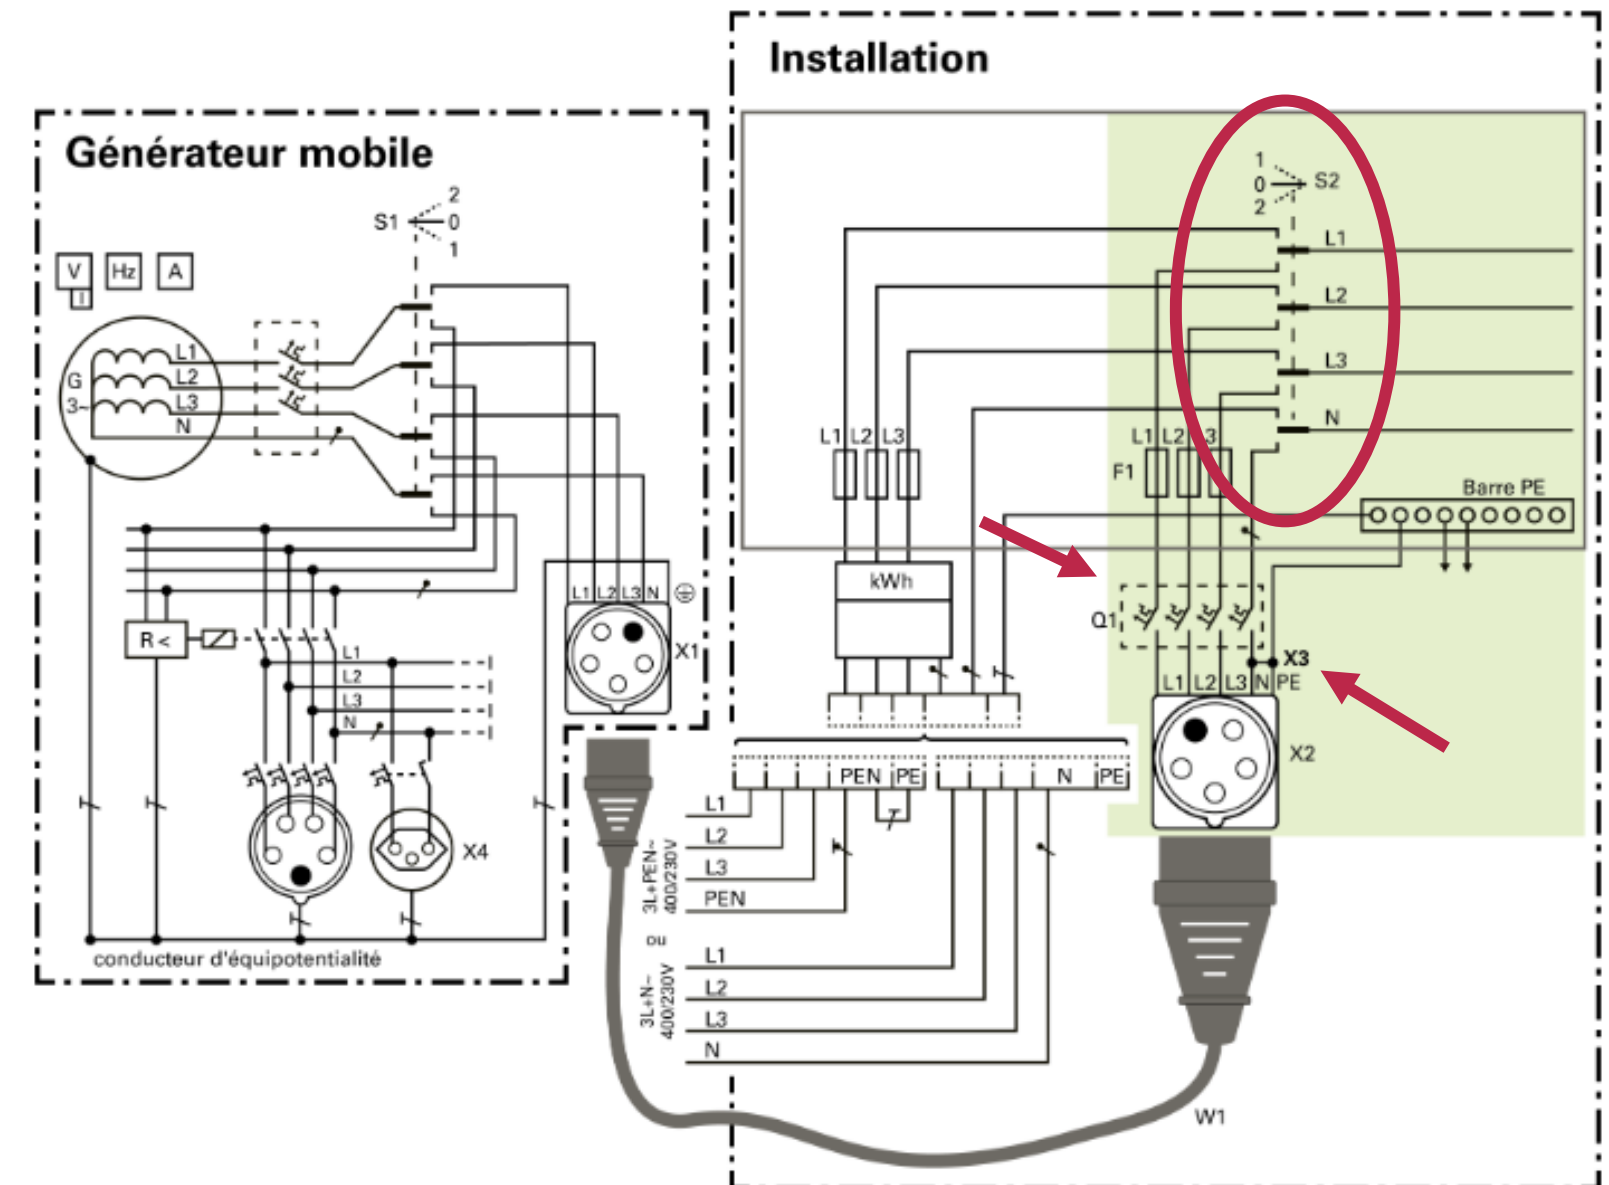 Installation
Générateur mobile
S1
2
0
1
V
Hz
A
I
G
3~
L1
L2
L3
N
R <
L1
L2
L3
N
X4
conducteur d'équipotentialité
L1 L2 L3 N
X1
1
0
2
S2
L1
L2
L3
N
L1 L2 L3
L1 L2 3
F1
Barre PE
kWh
Q1
X3
L1 L2 L3 N PE
X2
PEN PE
N PE
L1
L2
L3
PEN
3L+PEN~
400/230V
ou
L1
L2
L3
N
3L+N~
400/230V
W1